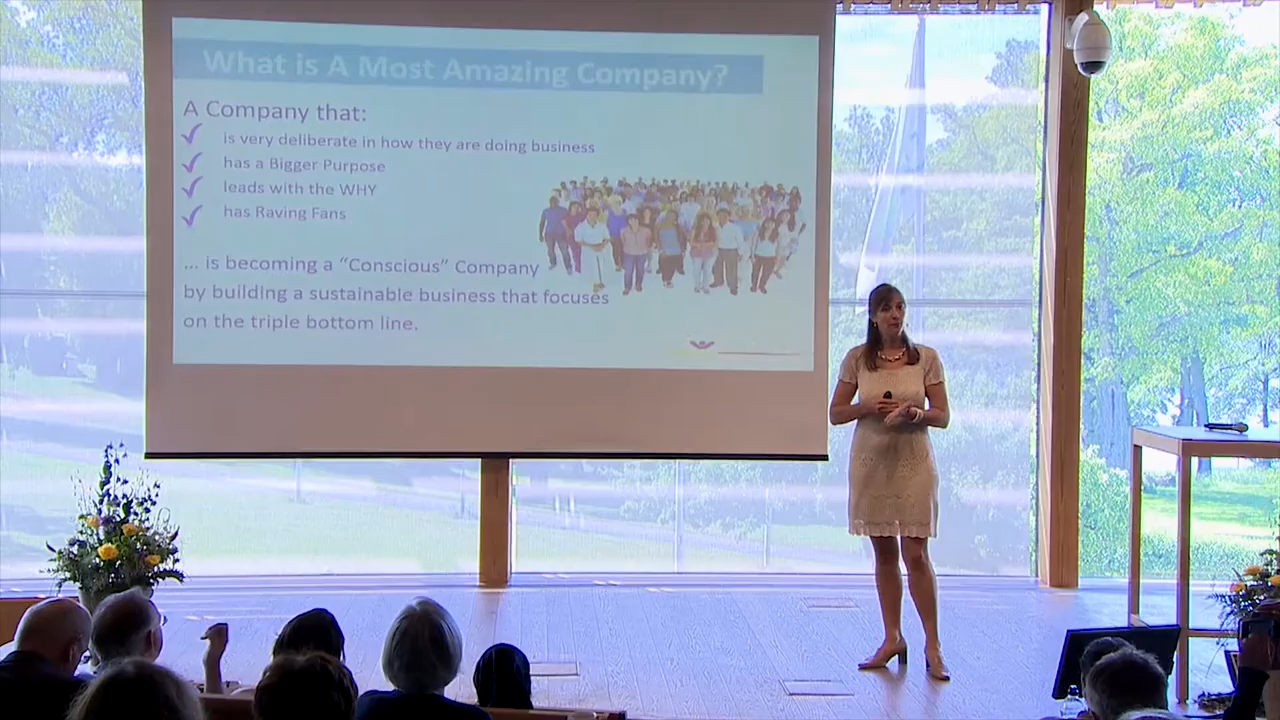 What is A Most Amazing Company?
A Company that:
is very deliberate in how they are doing business
has a Bigger Purpose
leads with the WHY
has Raving Fans
... is becoming a “Conscious” Company
by building a sustainable business that focuses
on the triple bottom line.